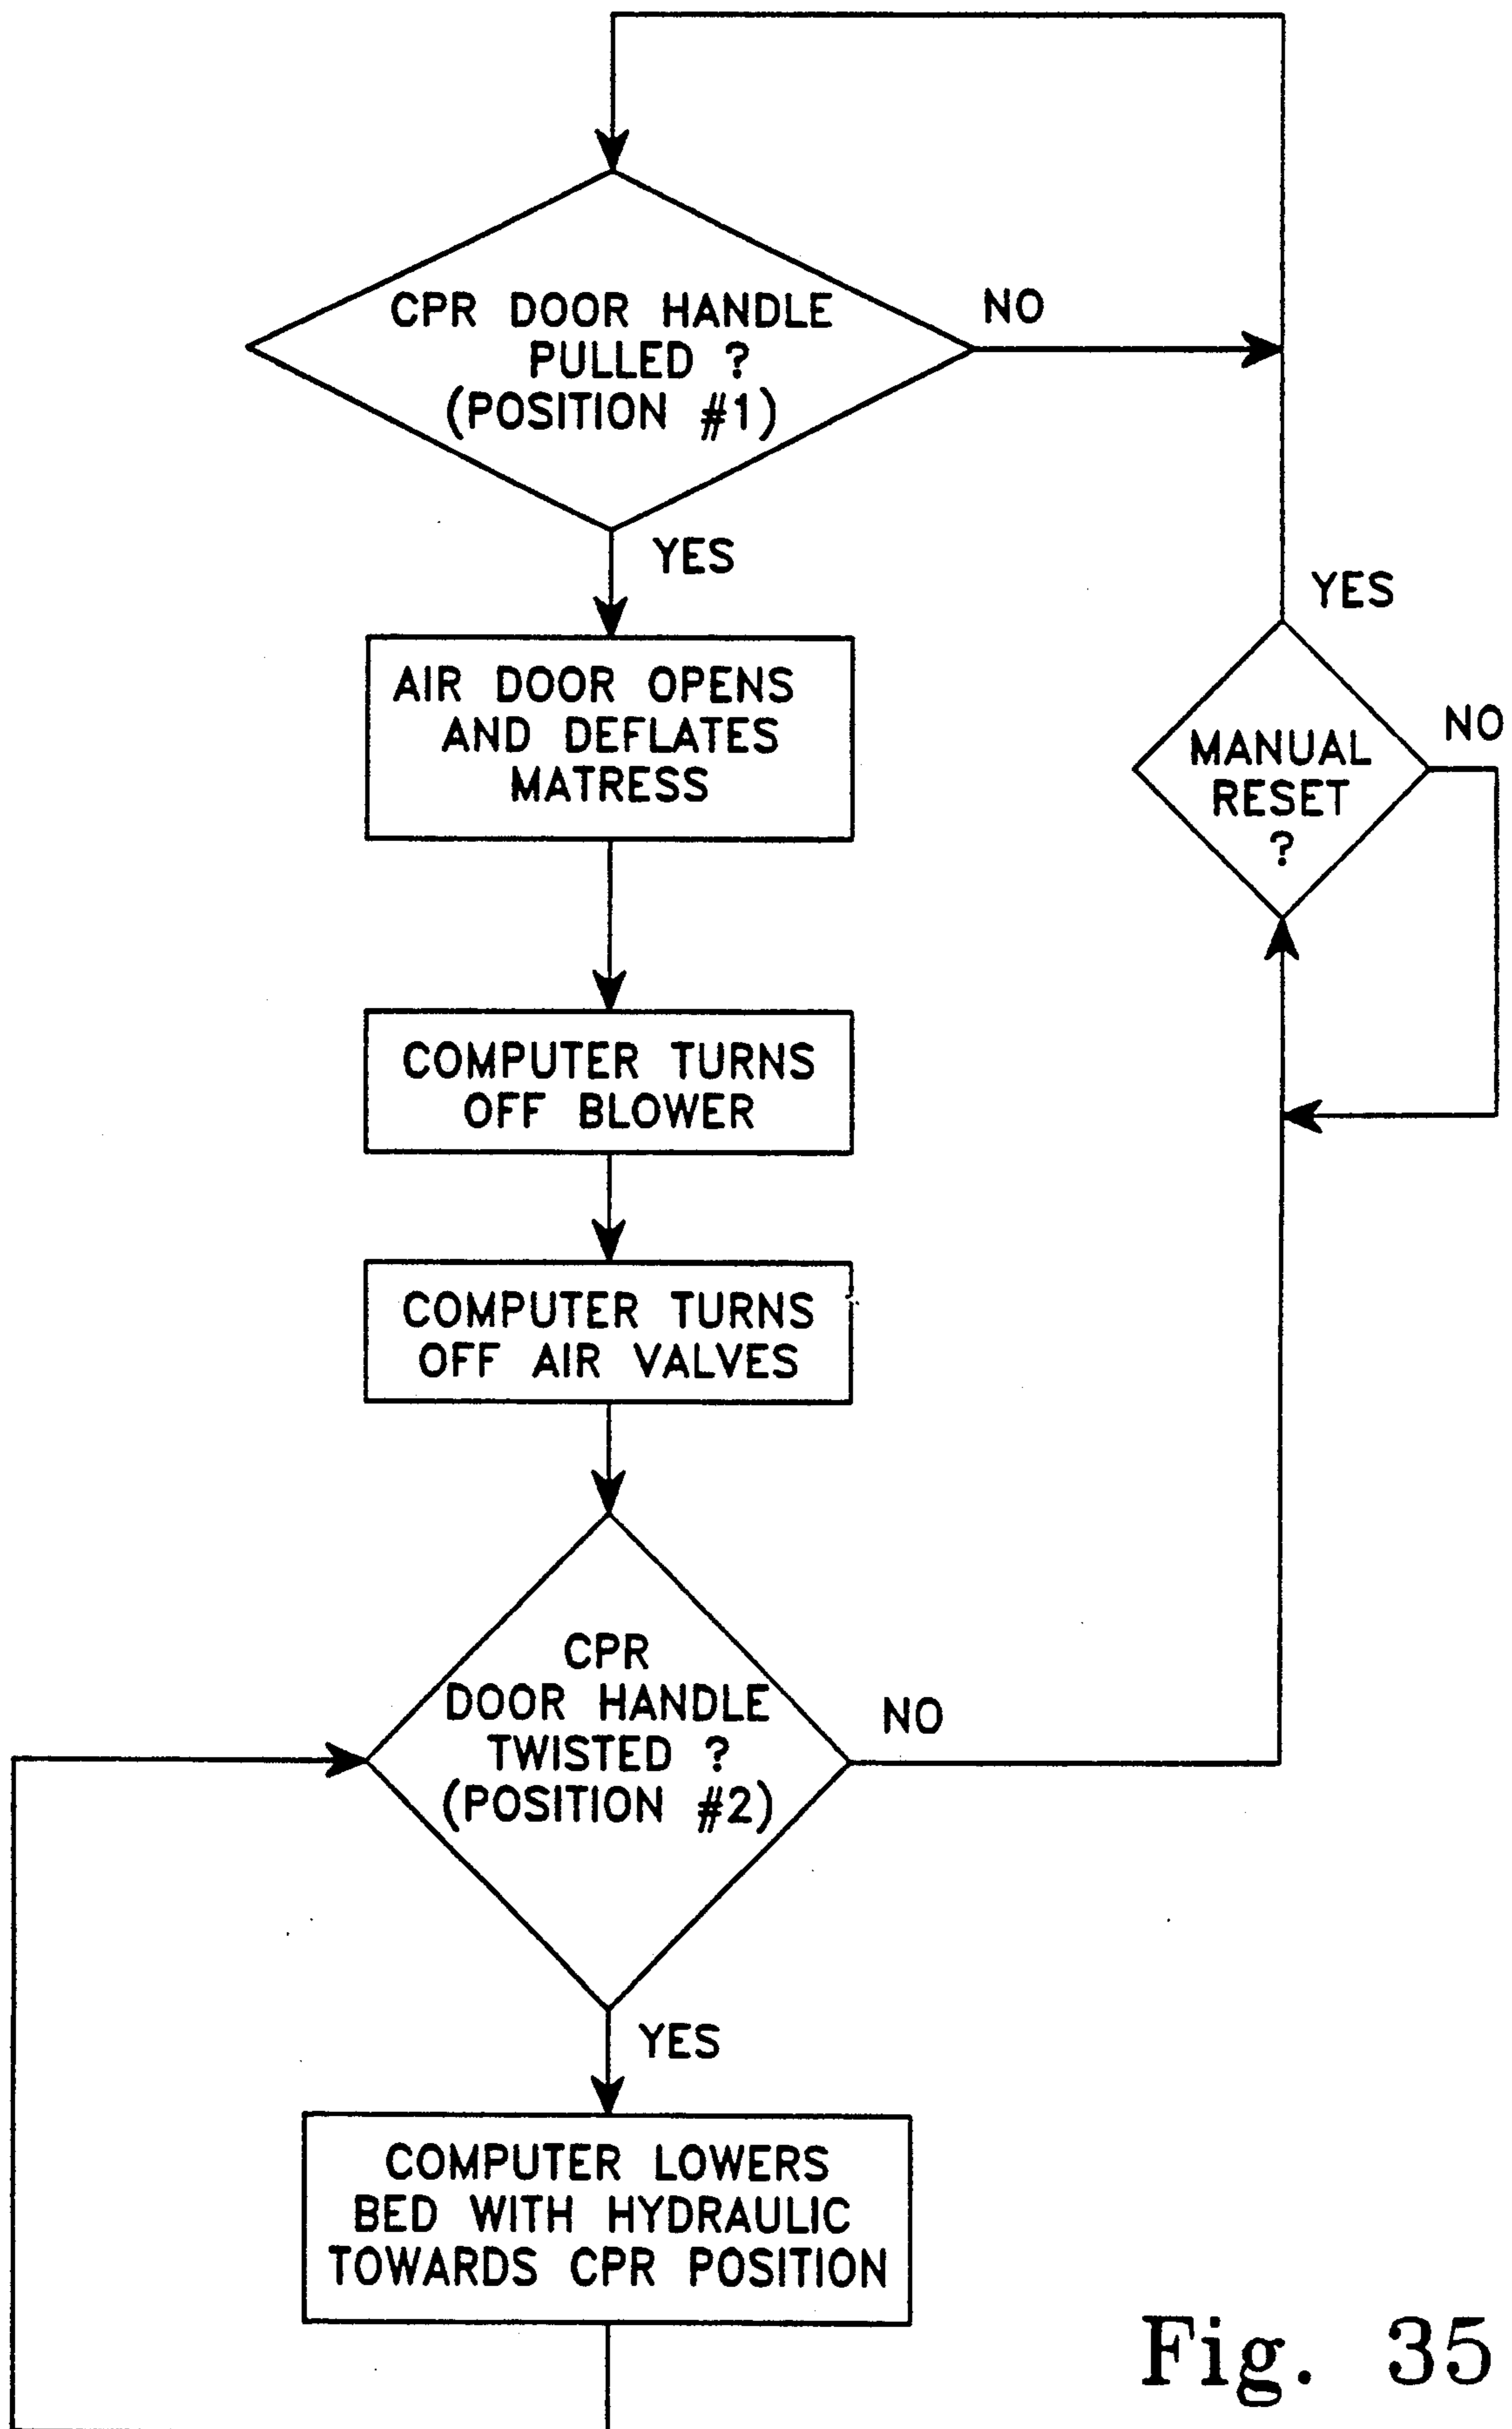 CPR DOOR HANDLE
PULLED ?
(POSITION #1)
NO
YES
AIR DOOR OPENS
AND DEFLATES
MATRESS
YES
MANUAL
RESET
?
NO
COMPUTER TURNS
OFF BLOWER
COMPUTER TURNS
OFF AIR VALVES
CPR
DOOR HANDLE
TWISTED ?
(POSITION #2)
NO
YES
COMPUTER LOWERS
BED WITH HYDRAULIC
TOWARDS CPR POSITION
Fig. 35